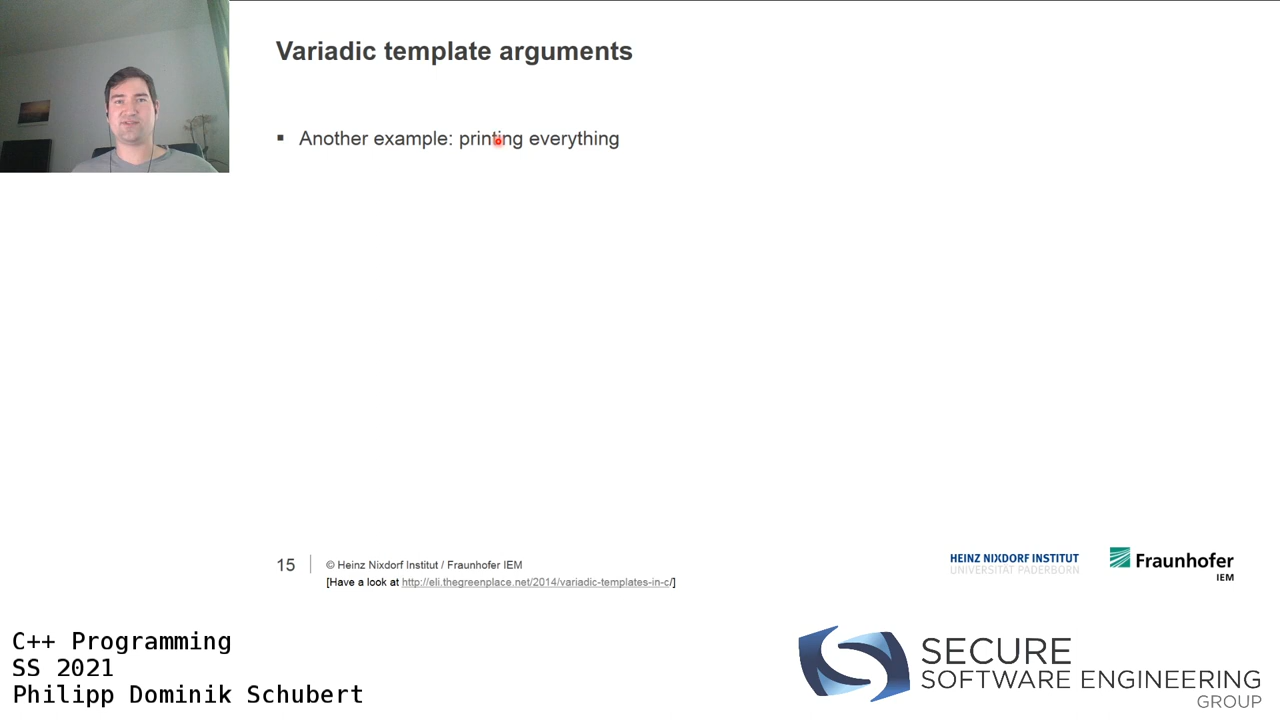 Variadic template arguments
▪ Another example: printing everything
15
© Heinz Nixdorf Institut / Fraunhofer IEM
[Have a look at http://eli.thegreenplace.net/2014/variadic-templates-in-c/]
HEINZ NIXDORF INSTITUT
UNIVERSITÄT PADERBORN
Fraunhofer
IEM
C++ Programming
SS 2021
Philipp Dominik Schubert
SECURE
SOFTWARE ENGINEERING
GROUP